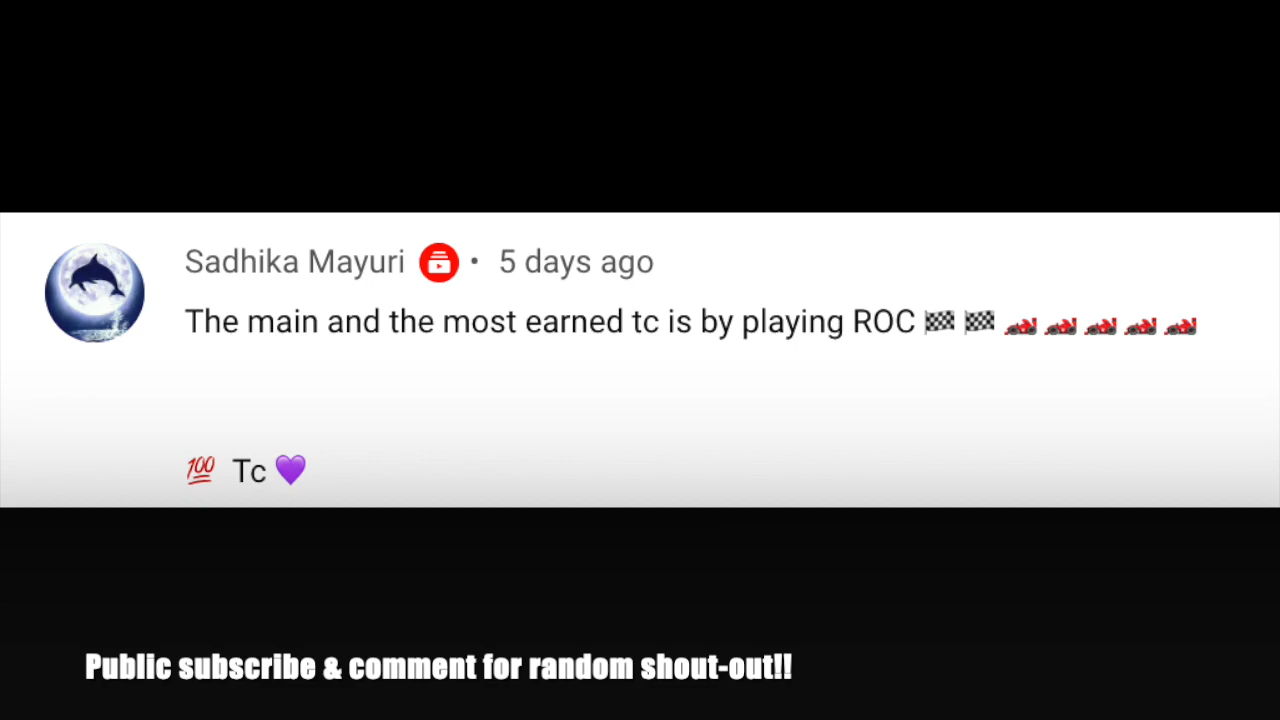 Sadhika Mayuri • 5 days ago
The main and the most earned tc is by playing ROC 🏁 🏁 🏎 🏎 🏎 🏎 🏎
💯 Tc 💜
Public subscribe & comment for random shout-out!!